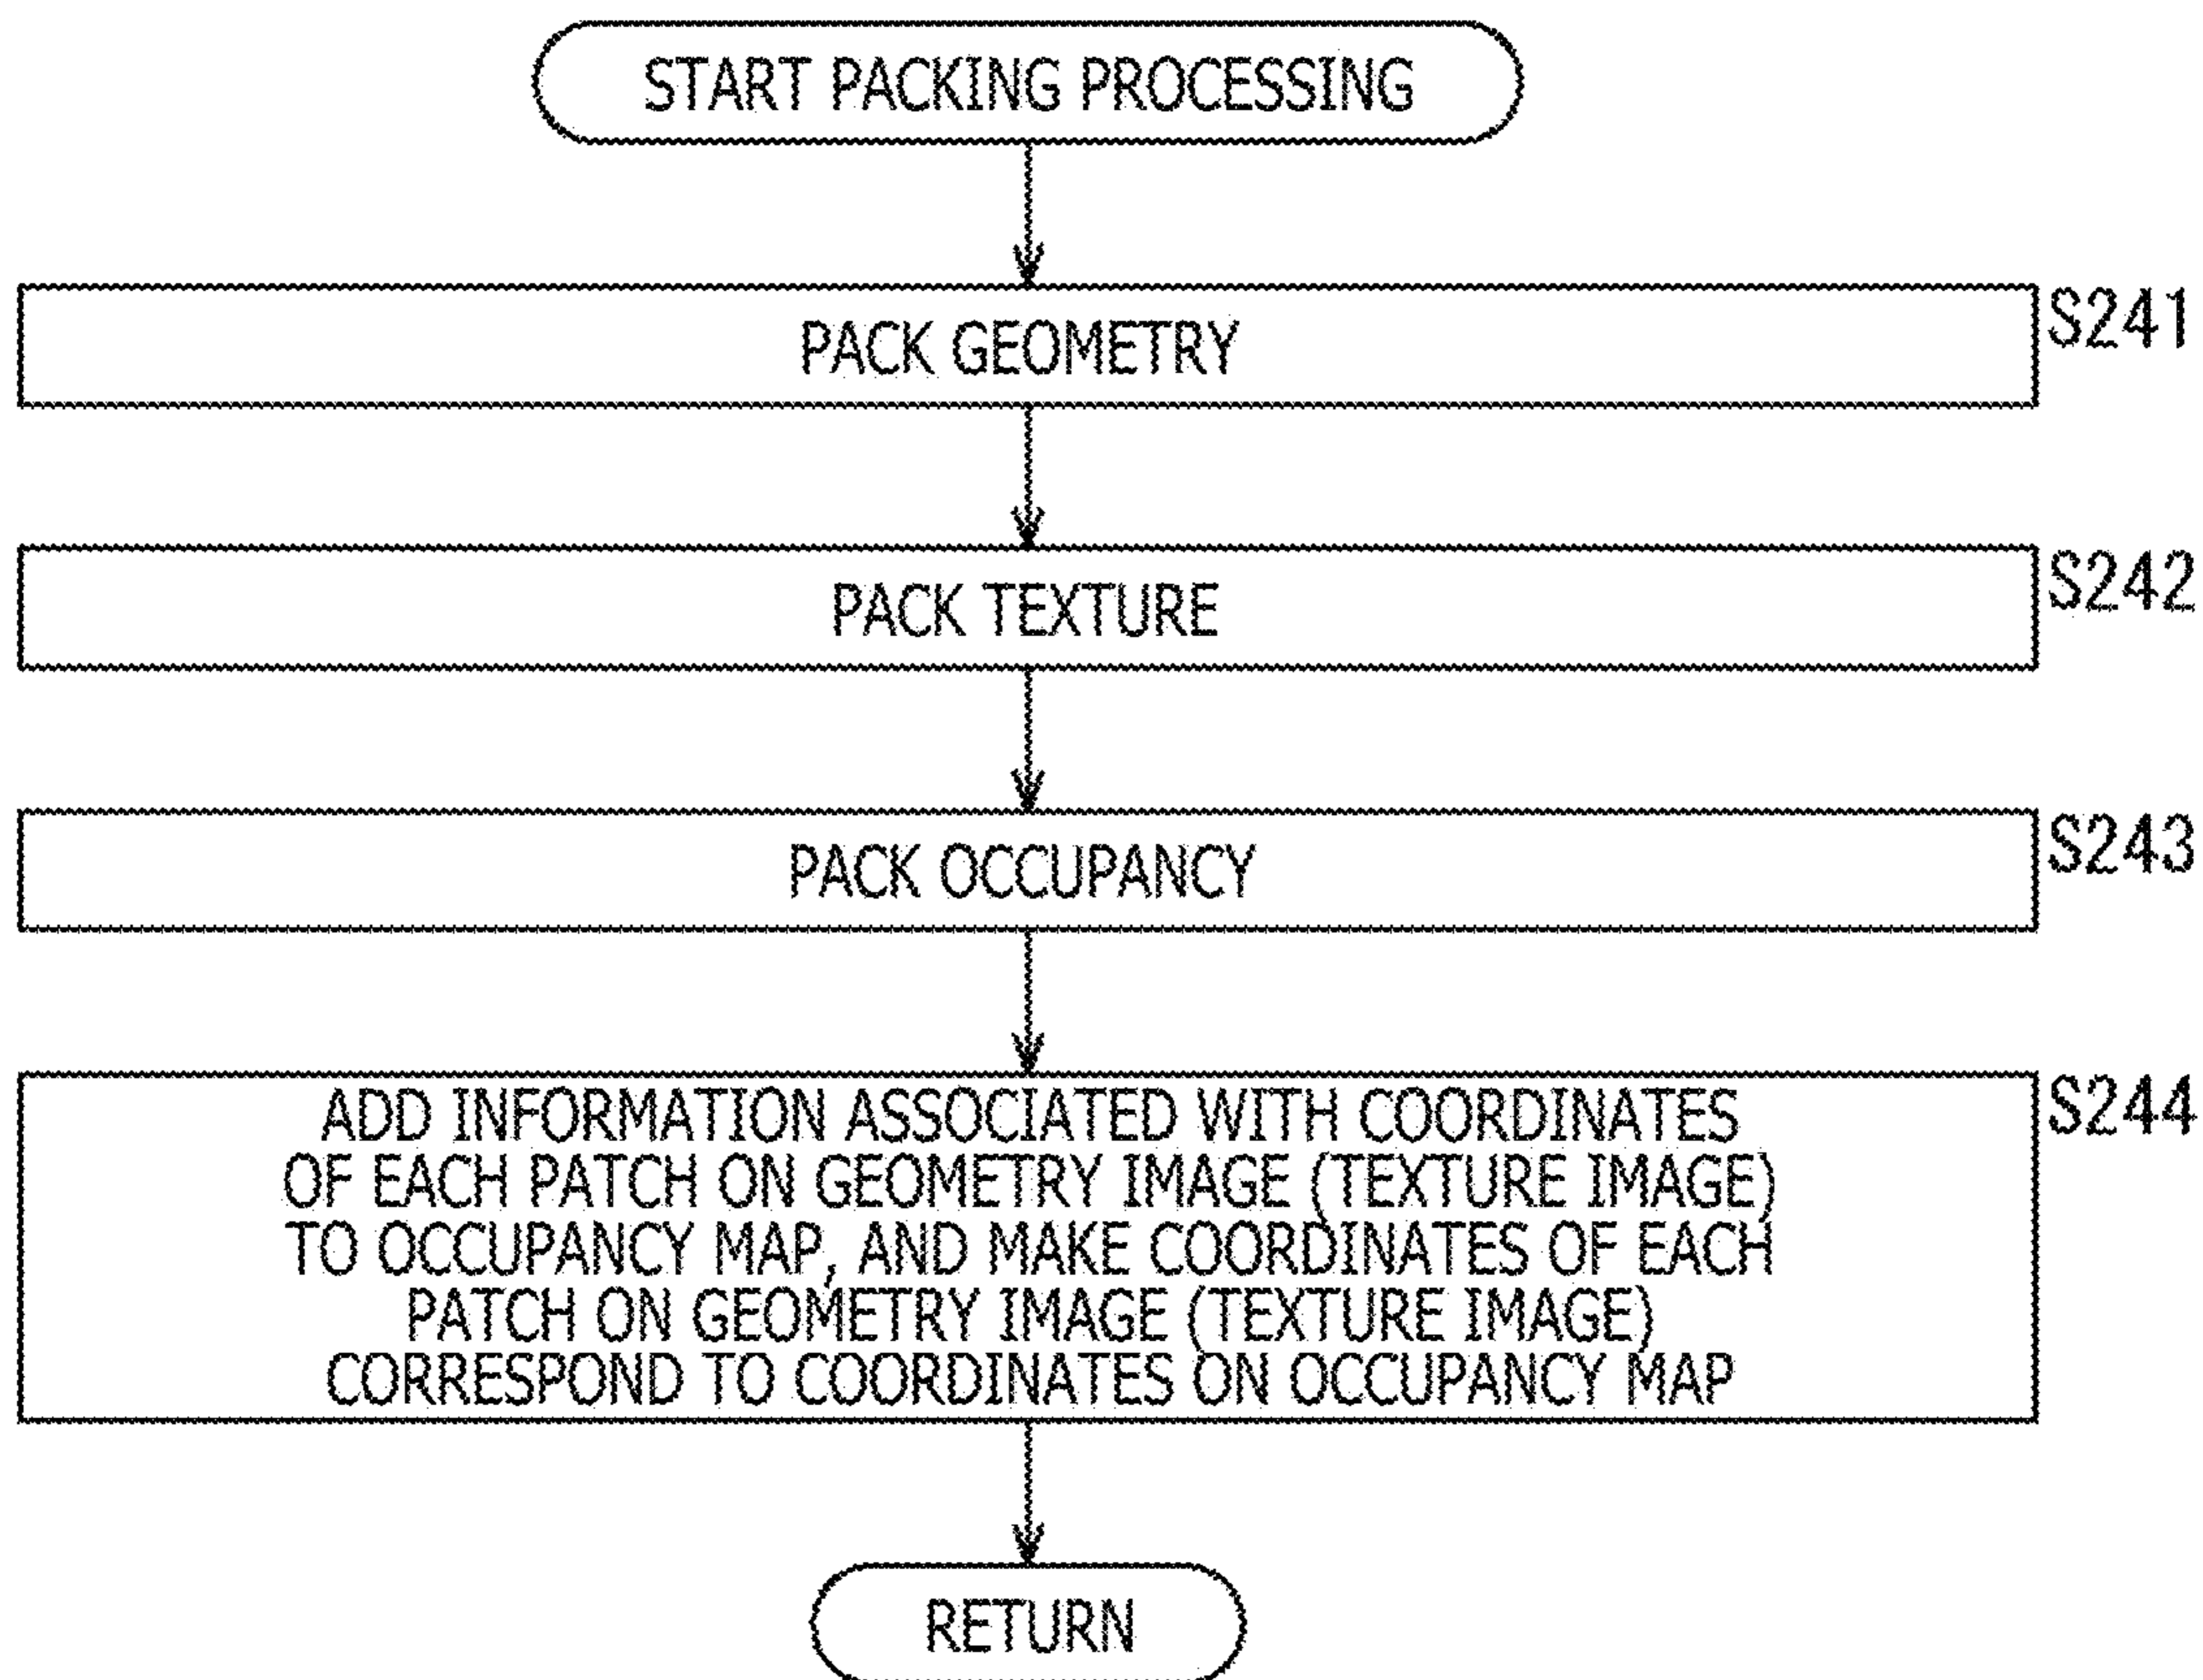 START PACKING PROCESSING
PACK GEOMETRY
S241
PACK TEXTURE
S242
PACK OCCUPANCY
S243
ADD INFORMATION ASSOCIATED WITH COORDINATES
S244
OF EACH PATCH ON GEOMETRY IMAGE (TEXTURE IMAGE)
TO OCCUPANCY MAP, AND MAKE COORDINATES OF EACH
PATCH ON GEOMETRY IMAGE (TEXTURE IMAGE)
CORRESPOND TO COORDINATES ON OCCUPANCY MAP
RETURN